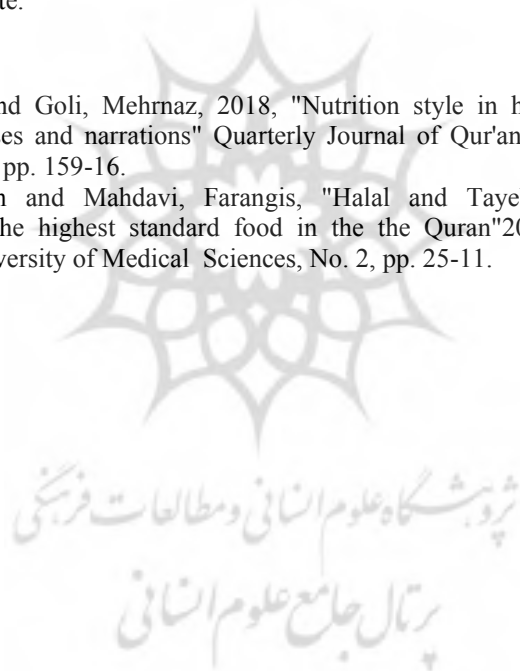 te.
nd Goli, Mehrnaz, 2018, "Nutrition style in h
es and narrations" Quarterly Journal of Qur'an
pp. 159-16.
n and Mahdavi, Farangis, "Halal and Taye
he highest standard food in the the Quran"20
versity of Medical Sciences, No. 2, pp. 25-11.
پژوهشگاه علوم انسانی و مطالعات فرهنگی
پرتال جامع علوم انسانی